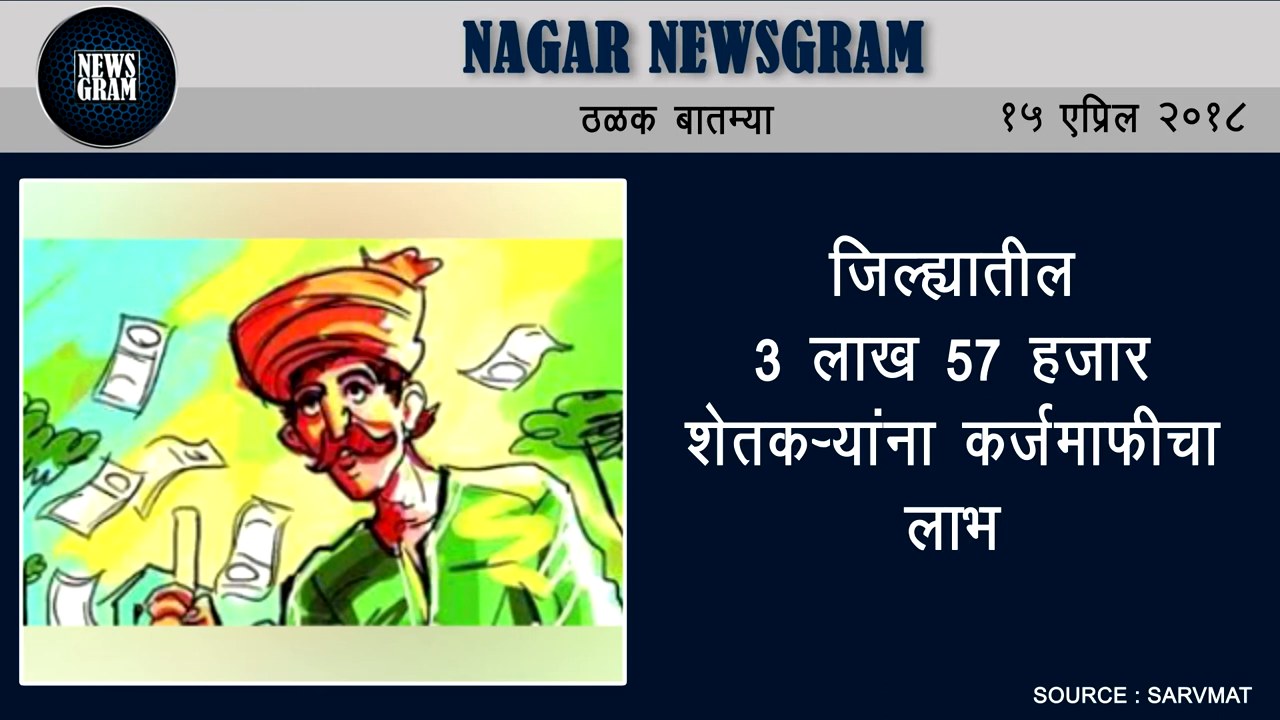 NEWS
GRAM
NAGAR NEWSGRAM
ठळक बातम्या
१५ एप्रिल २०१८
जिल्ह्यातील
3 लाख 57 हजार
शेतकऱ्यांना कर्जमाफीचा
लाभ
SOURCE : SARVMAT